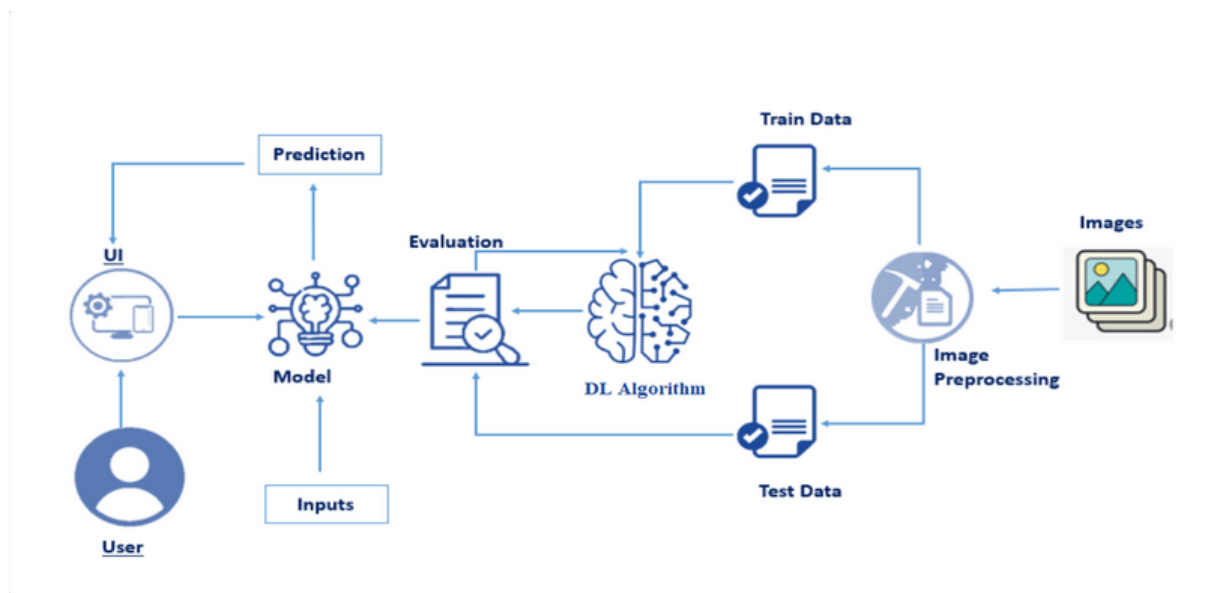 Train Data
Prediction
Images
Evaluation
UI
Image
Preprocessing
Model
DL Algorithm
Inputs
Test Data
User